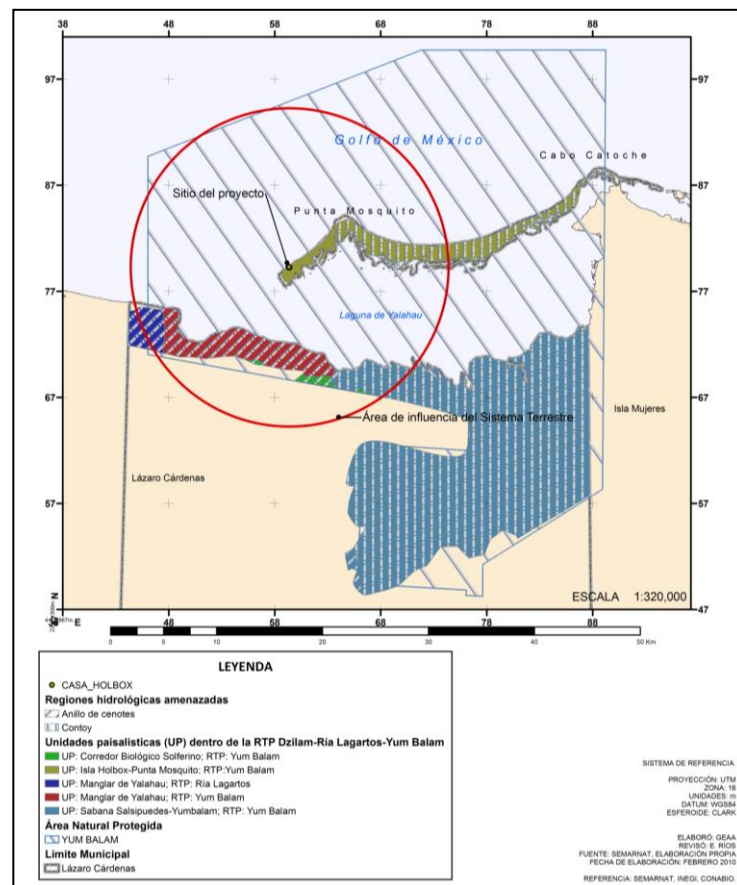 38 48 58 68 78 88
97 97
Golfo de México
Cabo Catoche
87 87
Sitio del proyecto
Punta Mosquito
77 77
Laguna de Yalahau
67 67
Área de influencia del Sistema Terrestre
Isla Mujeres
Lázaro Cárdenas
57 57
ESCALA 1:320,000
47
48 58 68 78 88
N
E
0 10 20 30 40 50 Km
LEYENDA
CASA_HOLBOX
Regiones hidrológicas amenazadas
Anillo de cenotes
Contoy
Unidades paisalisticas (UP) dentro de la RTP Dzilam-Ría Lagartos-Yum Balam
UP: Corredor Biológico Solferino; RTP: Yum Balam
UP: Isla Holbox-Punta Mosquito; RTP:Yum Balam
UP: Manglar de Yalahau; RTP: Ría Lagartos
UP: Manglar de Yalahau; RTP: Yum Balam
UP: Sabana Salsipuedes-Yumbalam; RTP: Yum Balam
Área Natural Protegida
YUM BALAM
Límite Municipal
Lázaro Cárdenas
SISTEMA DE REFERENCIA.
PROYECCIÓN: UTM
ZONA: 16
UNIDADES: m
DATUM: WGS84
ESFEROIDE: CLARK
ELABORÓ: GEAA
REVISÓ: E. RÍOS
FUENTE: SEMARNAT, ELABORACIÓN PROPIA
FECHA DE ELABORACIÓN: FEBRERO 2010
REFERENCIA: SEMARNAT, INEGI, CONABIO.